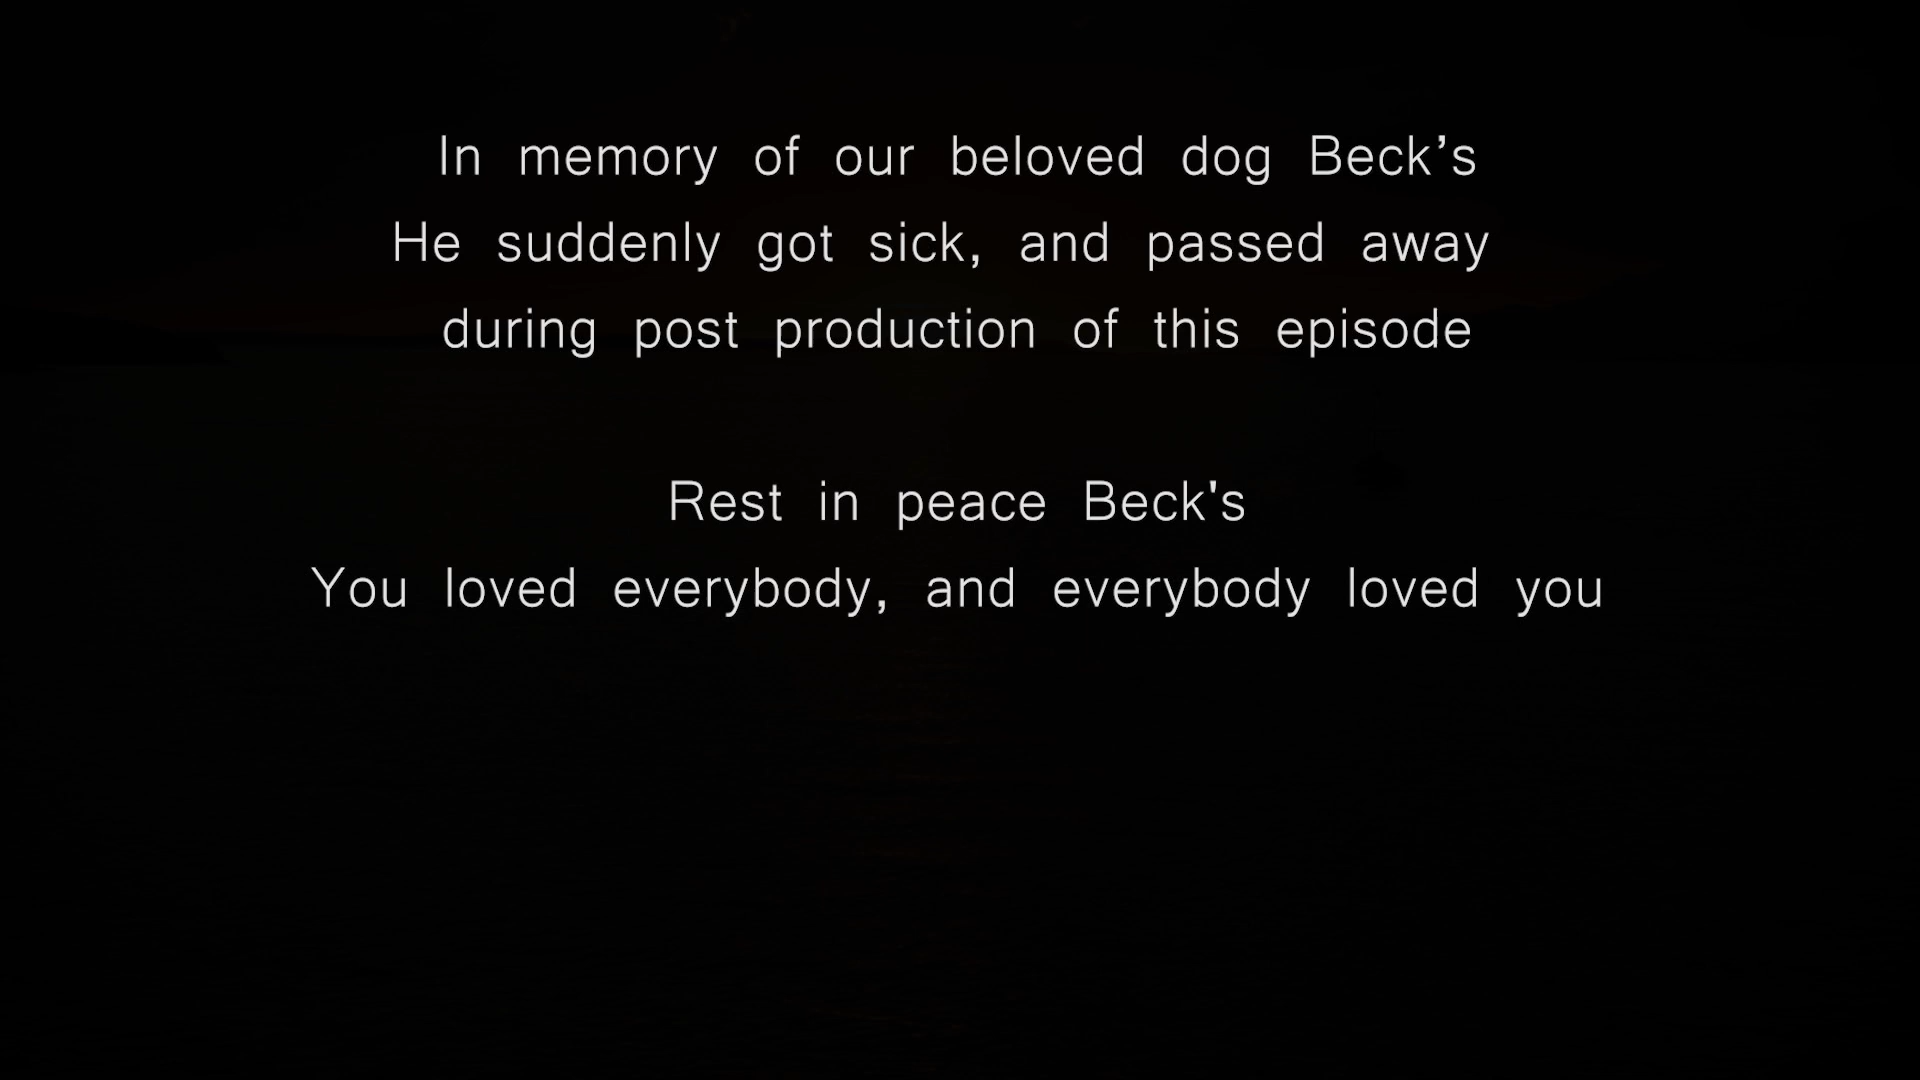 In memory of our beloved dog Beck’s
He suddenly got sick, and passed away
during post production of this episode
Rest in peace Beck's
You loved everybody, and everybody loved you